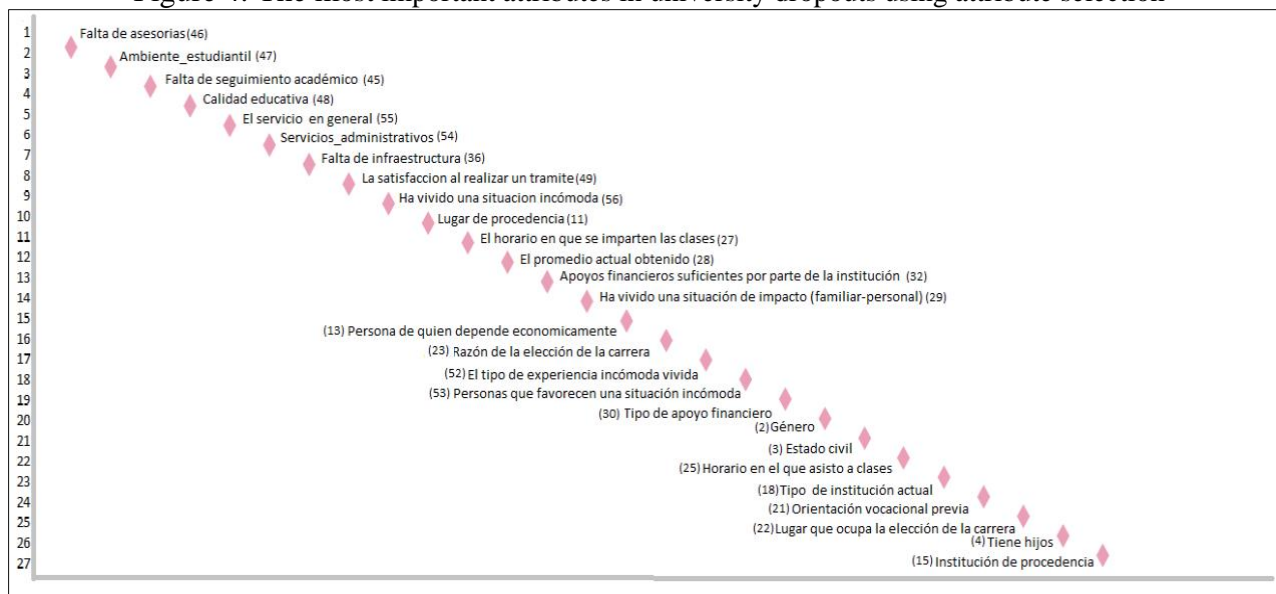 Figure 4. The most important attributes in university dropouts using attribute selection
1 Falta de asesorias(46)
2 Ambiente_estudiantil (47)
3 Falta de seguimiento académico (45)
4 Calidad educativa (48)
5 El servicio en general (55)
6 Servicios_administrativos (54)
7 Falta de infraestructura (36)
8 La satisfaccion al realizar un tramite(49)
9 Ha vivido una situacion incómoda (56)
10 Lugar de procedencia (11)
11 El horario en que se imparten las clases(27)
12 El promedio actual obtenido (28)
13 Apoyos financieros suficientes por parte de la institución (32)
14 Ha vivido una situación de impacto (familiar-personal) (29)
15 (13) Persona de quien depende economicamente
16 (23) Razón de la elección de la carrera
17 (52) El tipo de experiencia incómoda vivida
18 (53) Personas que favorecen una situación incómoda
19 (30) Tipo de apoyo financiero
20 (2)Género
21 (3) Estado civil
22 (25) Horario en el que asisto a clases
23 (18)Tipo de institución actual
24 (21) Orientación vocacional previa
25 (22)Lugar que ocupa la elección de la carrera
26 (4)Tiene hijos
27 (15) Institución de procedencia